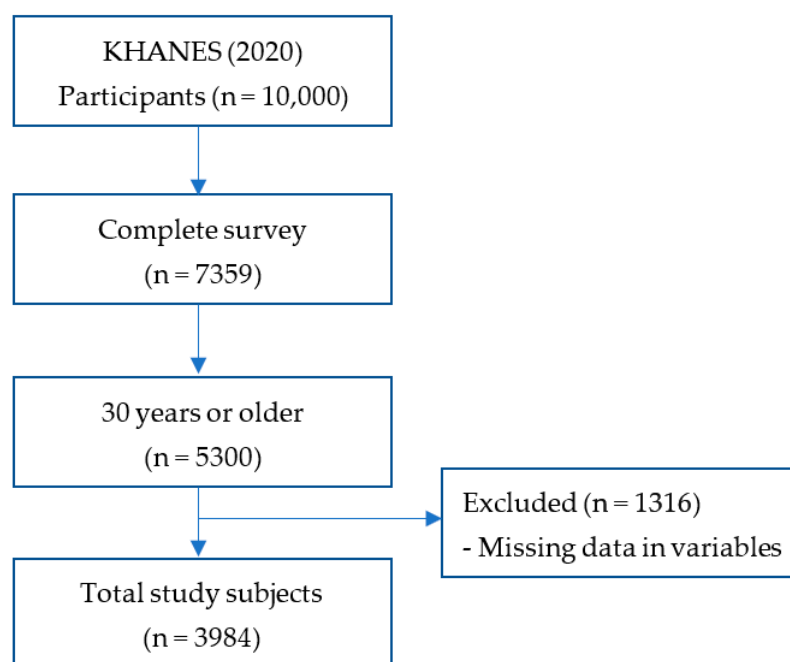 KHANES (2020)
Participants (n = 10,000)
Complete survey
(n = 7359)
30 years or older
(n = 5300)
Excluded (n = 1316)
- Missing data in variables
Total study subjects
(n = 3984)